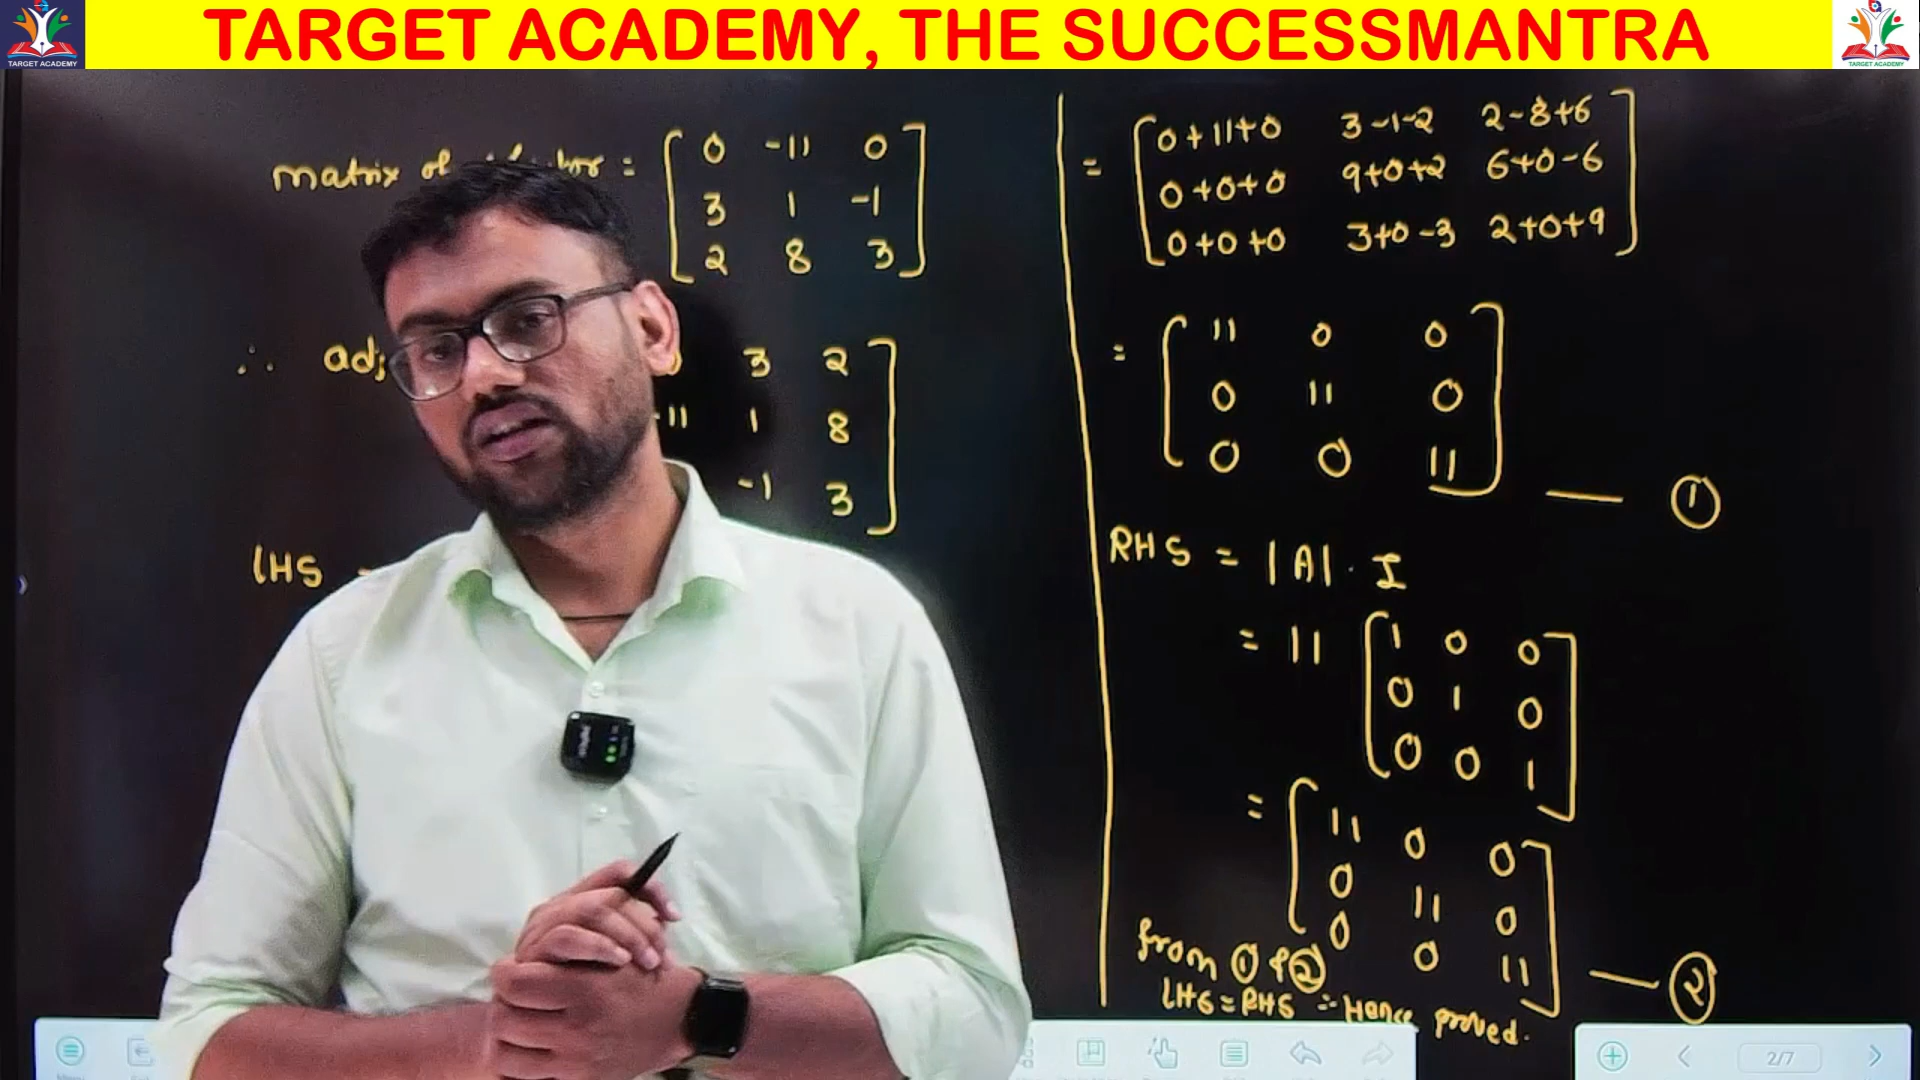 TARGET ACADEMY, THE SUCCESSMANTRA
TARGET ACADEMY
TARGET ACADEMY
matrix of =
0 -11 0
3 1 -1
2 8 3
∴ adj
3 2
-11 1 8
-1 3
LHS
= 0+11+0 3-1-2 2-8+6
0+0+0 9+0+2 6+0-6
0+0+0 3+0-3 2+0+9
= 11 0 0
0 11 0
0 0 11 — ①
RHS = |A| . I
= 11 1 0 0
0 1 0
0 0 1
= 11 0 0
0 11 0
0 0 11 — ②
from ① & ②
LHS = RHS ∴ Hence proved.
2/7